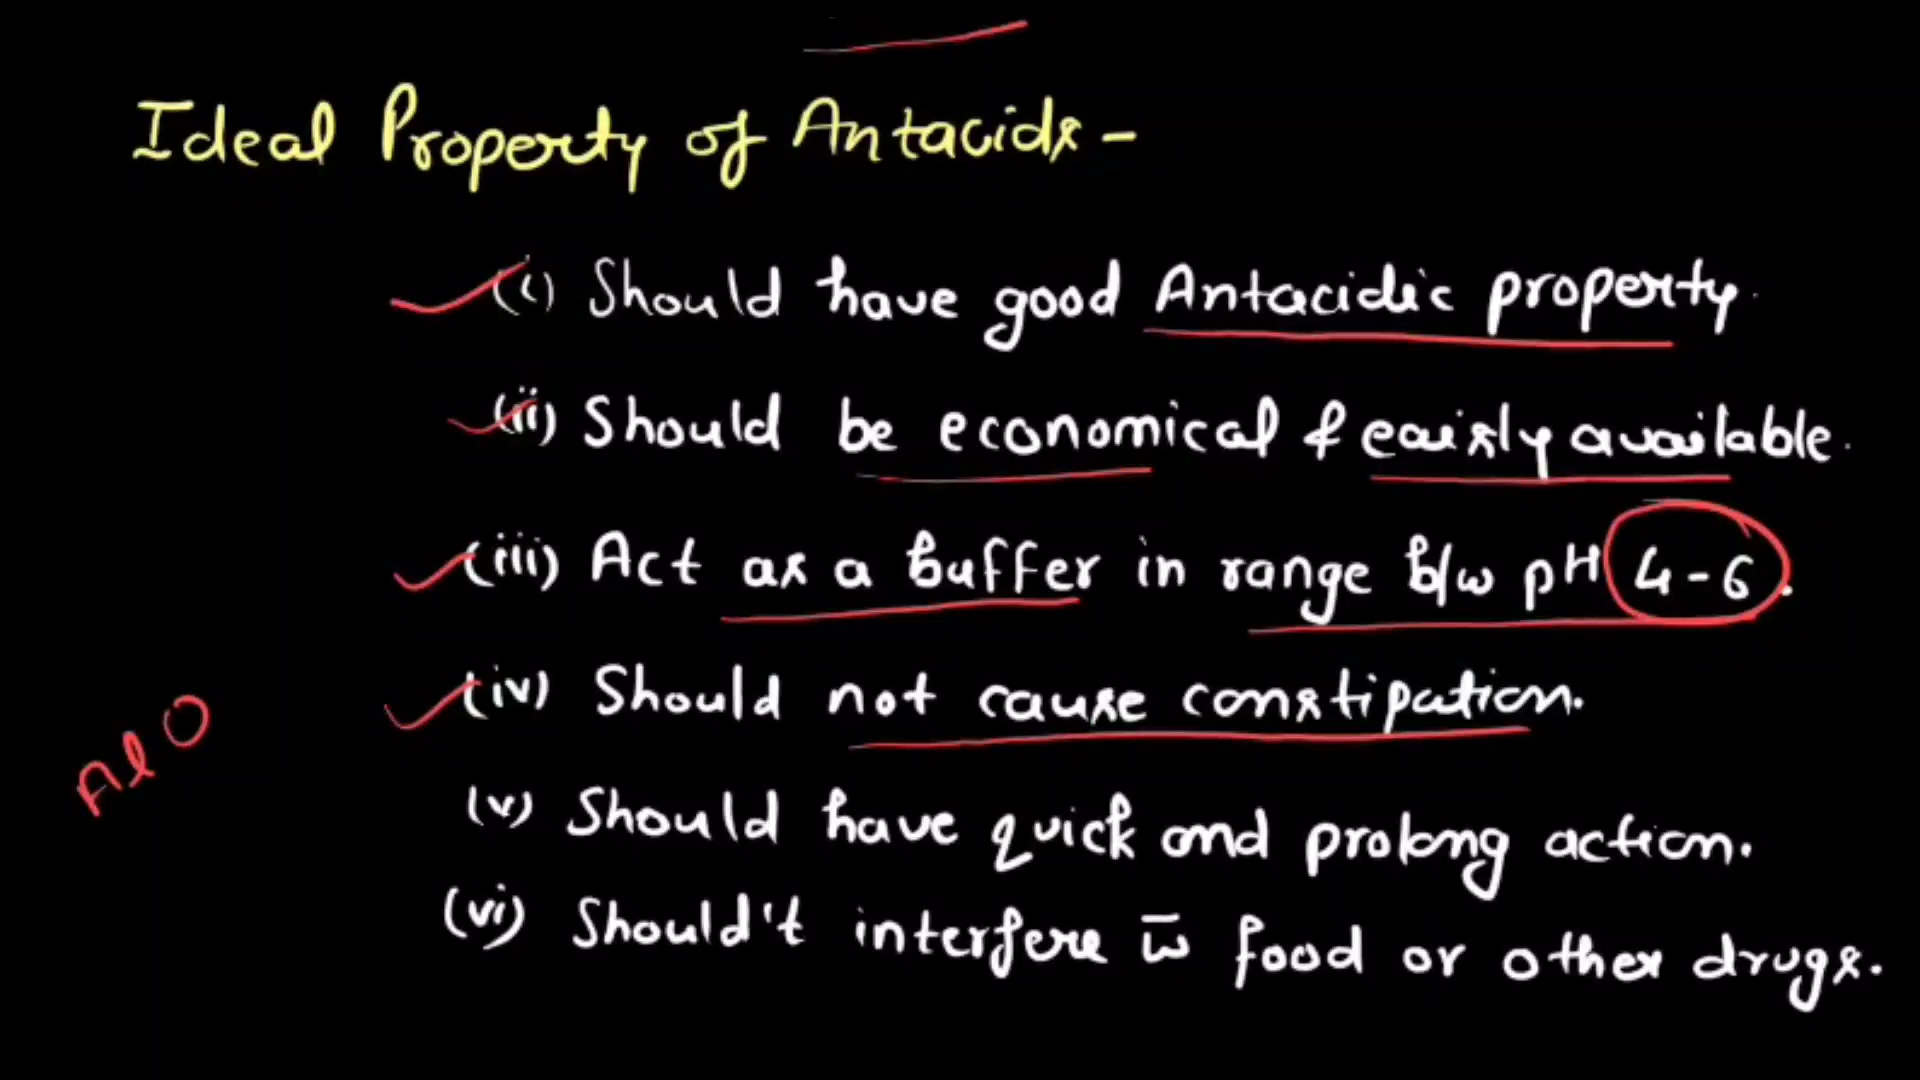 Ideal Property of Antacids -
(i) Should have good Antacidic property.
(ii) Should be economical & eaisly available.
(iii) Act as a buffer in range b/w pH 4-6.
(iv) Should not cause constipation.
Al O
(v) Should have quick and prolong action.
(vi) Should't interfere w̅ food or other drugs.